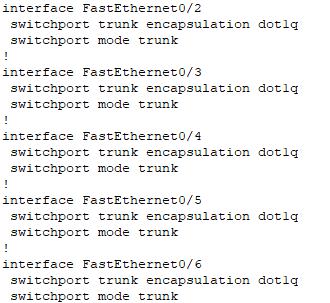 interface FastEthernet0/2
 switchport trunk encapsulation dot1q
 switchport mode trunk
!
interface FastEthernet0/3
 switchport trunk encapsulation dot1q
 switchport mode trunk
!
interface FastEthernet0/4
 switchport trunk encapsulation dot1q
 switchport mode trunk
!
interface FastEthernet0/5
 switchport trunk encapsulation dot1q
 switchport mode trunk
!
interface FastEthernet0/6
 switchport trunk encapsulation dot1q
 switchport mode trunk